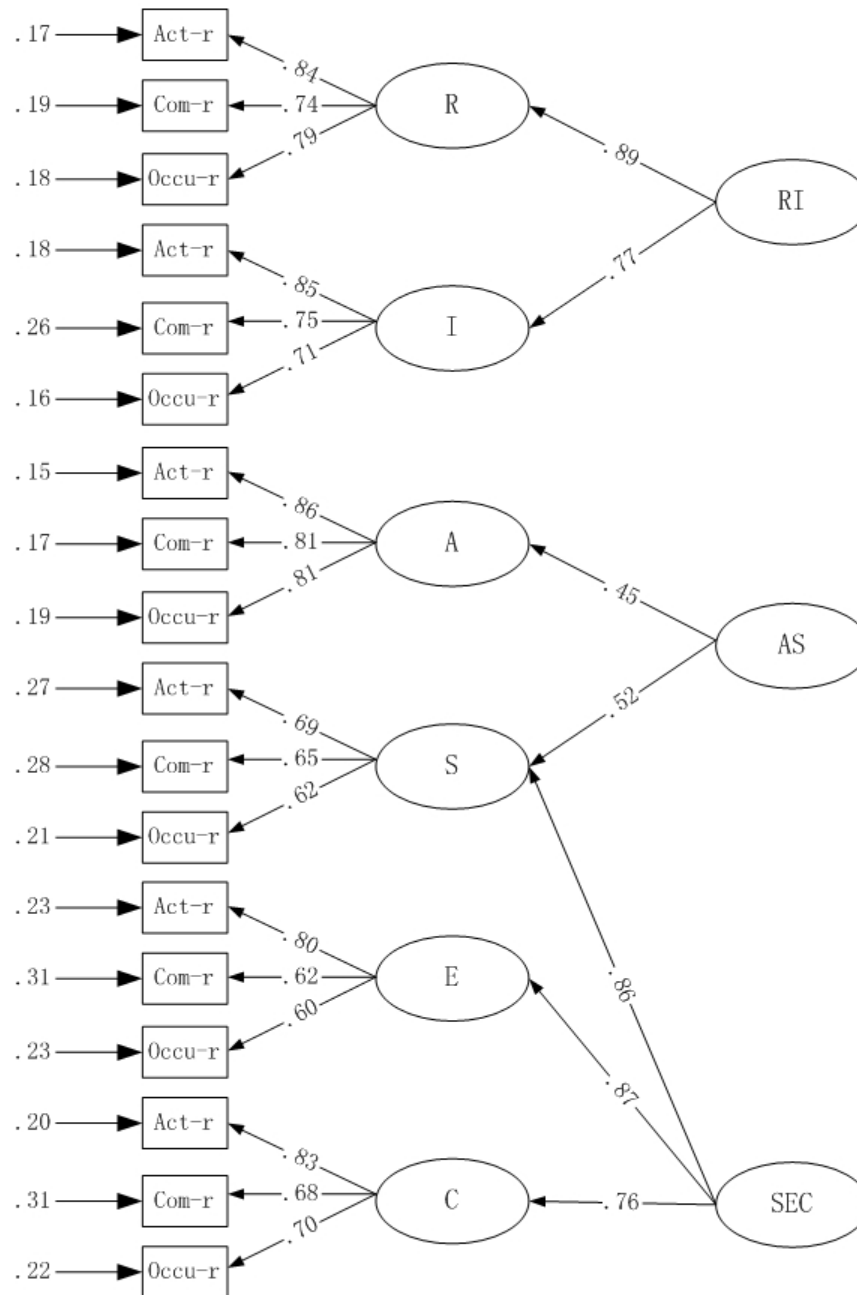 .17 Act-r
.84
.19 Com-r .74 R
.79 .89
.18 Occu-r RI
.18 Act-r
.85 .77
.26 Com-r .75 I
.71
.16 Occu-r
.15 Act-r
.86
.17 Com-r .81 A
.81 .45
.19 Occu-r AS
.27 Act-r
.69 .52
.28 Com-r .65 S
.62
.21 Occu-r
.23 Act-r
.80
.31 Com-r .62 E .86
.60
.23 Occu-r .87
.20 Act-r
.83
.31 Com-r .68 C .76 SEC
.70
.22 Occu-r